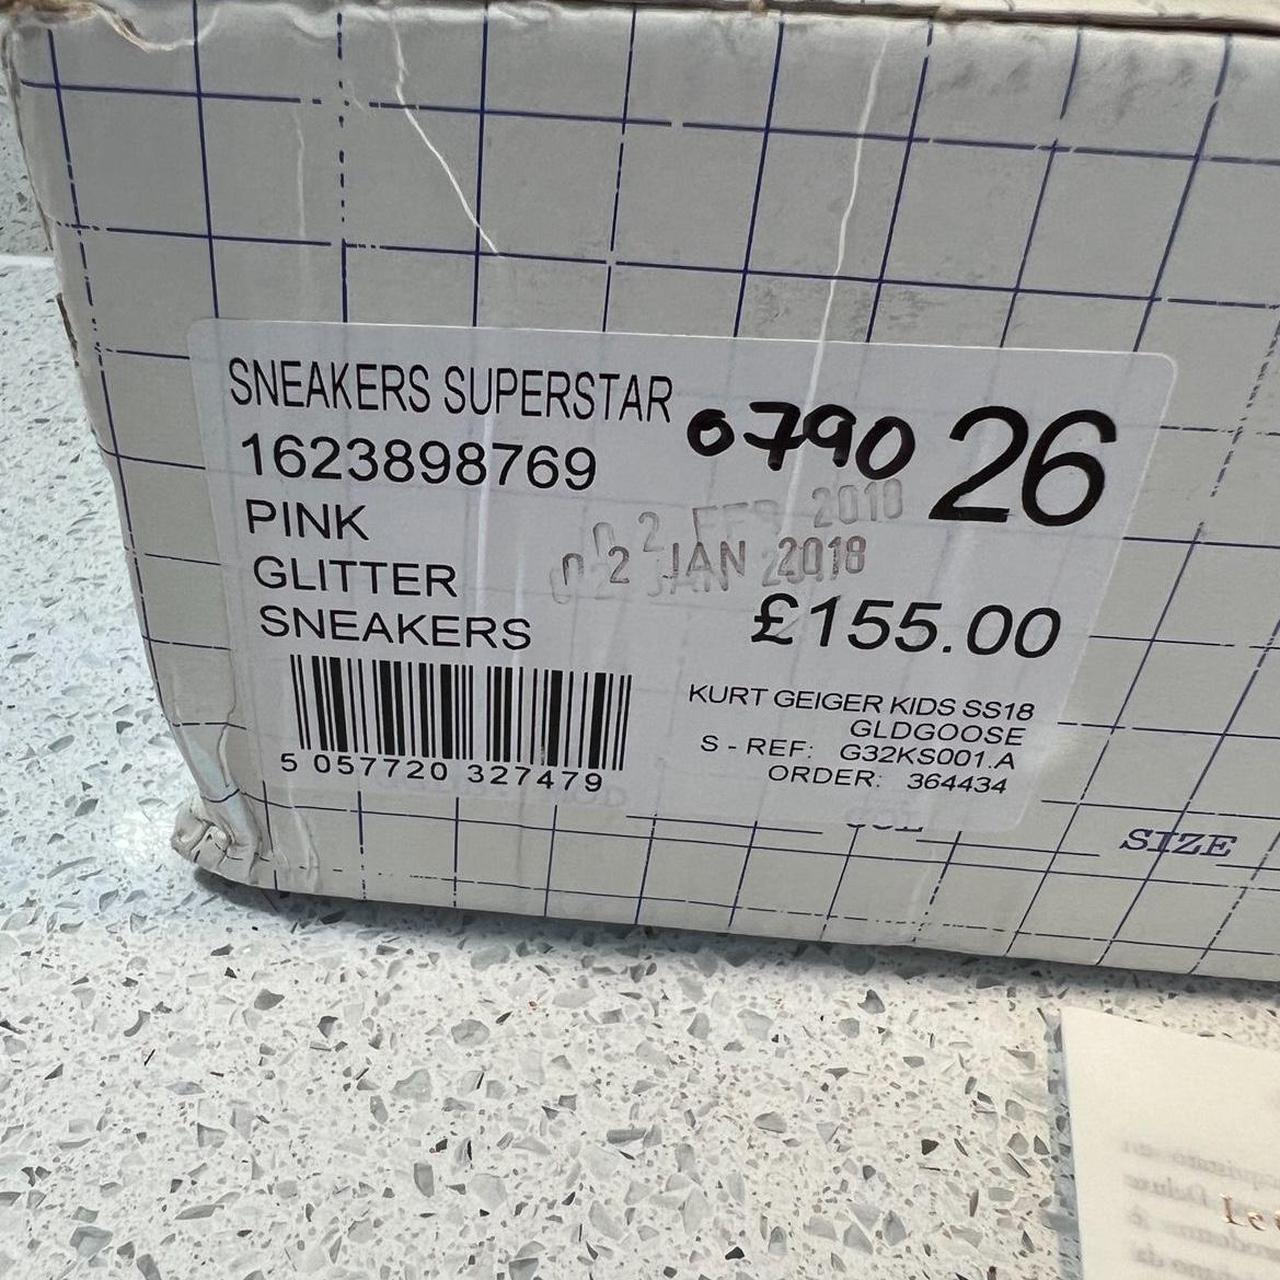 SNEAKERS SUPERSTAR
0790 26
1623898769
PINK
GLITTER
SNEAKERS
02 FEB 2018
02 JAN 2018
£155.00
KURT GEIGER KIDS SS18
GLDGOOSE
S - REF: G32KS001.A
ORDER: 364434
5 057720 327479
SIZE